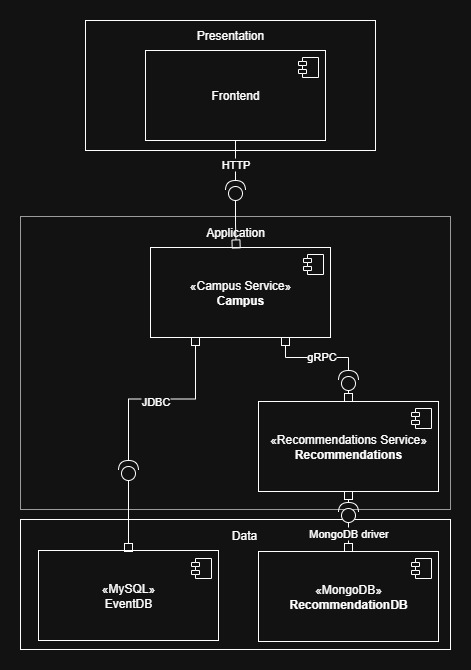 Presentation
Frontend
HTTP
Application
«Campus Service»
Campus
gRPC
JDBC
«Recommendations Service»
Recommendations
Data
MongoDB driver
«MySQL»
EventDB
«MongoDB»
RecommendationDB